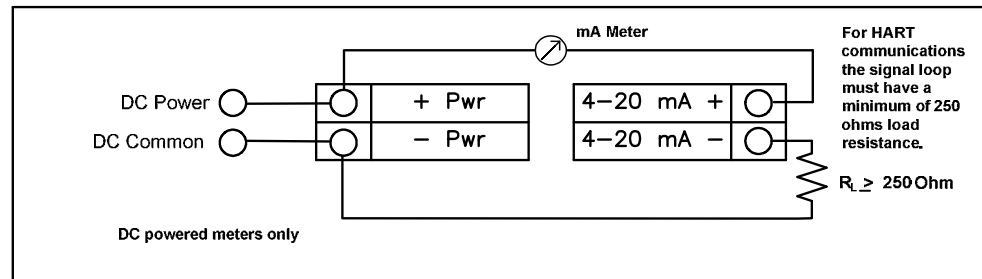 mA Meter
For HART
communications
the signal loop
must have a
minimum of 250
ohms load
resistance.
DC Power
+ Pwr
4-20 mA +
DC Common
- Pwr
4-20 mA -
RL ≥ 250 Ohm
DC powered meters only